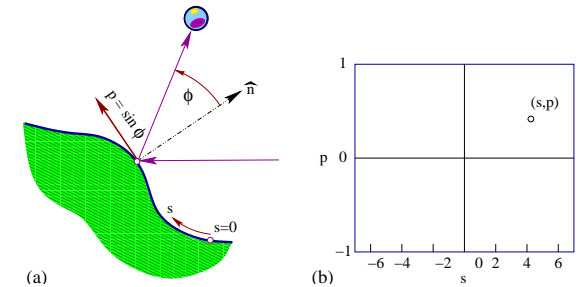 p = sin ϕ
ϕ
n̂
s
s=0
(a)
1
(s,p)
p 0
−1
−6 −4 −2 0 2 4 6
s
(b)